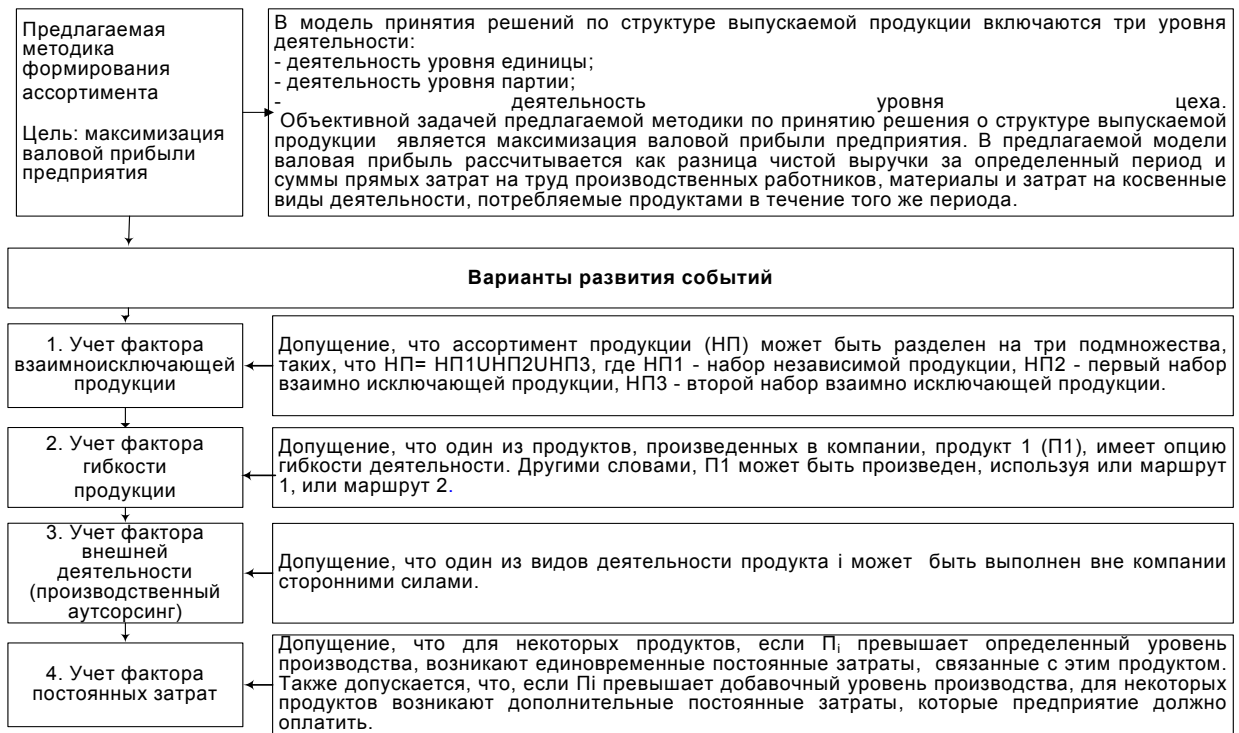 Предлагаемая
методика
формирования
ассортимента
Цель: максимизация
валовой прибыли
предприятия
В модель принятия решений по структуре выпускаемой продукции включаются три уровня
деятельности:
- деятельность уровня единицы;
- деятельность уровня партии;
- деятельность уровня цеха.
Объективной задачей предлагаемой методики по принятию решения о структуре выпускаемой
продукции является максимизация валовой прибыли предприятия. В предлагаемой модели
валовая прибыль рассчитывается как разница чистой выручки за определенный период и
суммы прямых затрат на труд производственных работников, материалы и затрат на косвенные
виды деятельности, потребляемые продуктами в течение того же периода.
Варианты развития событий
1. Учет фактора
взаимноисключающей
продукции
Допущение, что ассортимент продукции (НП) может быть разделен на три подмножества,
таких, что НП= НП1UНП2UНП3, где НП1 - набор независимой продукции, НП2 - первый набор
взаимно исключающей продукции, НП3 - второй набор взаимно исключающей продукции.
2. Учет фактора
гибкости
продукции
Допущение, что один из продуктов, произведенных в компании, продукт 1 (П1), имеет опцию
гибкости деятельности. Другими словами, П1 может быть произведен, используя или маршрут
1, или маршрут 2.
3. Учет фактора
внешней
деятельности
(производственный
аутсорсинг)
Допущение, что один из видов деятельности продукта i может быть выполнен вне компании
сторонними силами.
4. Учет фактора
постоянных затрат
Допущение, что для некоторых продуктов, если Пi превышает определенный уровень
производства, возникают единовременные постоянные затраты, связанные с этим продуктом.
Также допускается, что, если Пi превышает добавочный уровень производства, для некоторых
продуктов возникают дополнительные постоянные затраты, которые предприятие должно
оплатить.